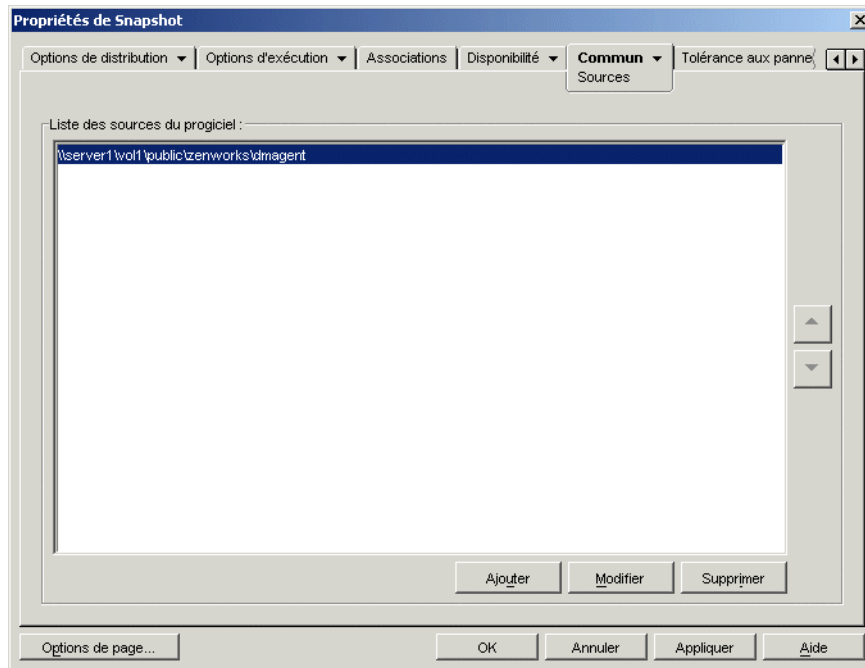 Propriétés de Snapshot
Options de distribution
Options d'exécution
Associations
Disponibilité
Commun
Sources
Tolérance aux panne
Liste des sources du progiciel :
\\server1\vol1\public\zenworks\dmagent
Ajouter
Modifier
Supprimer
Options de page...
OK
Annuler
Appliquer
Aide